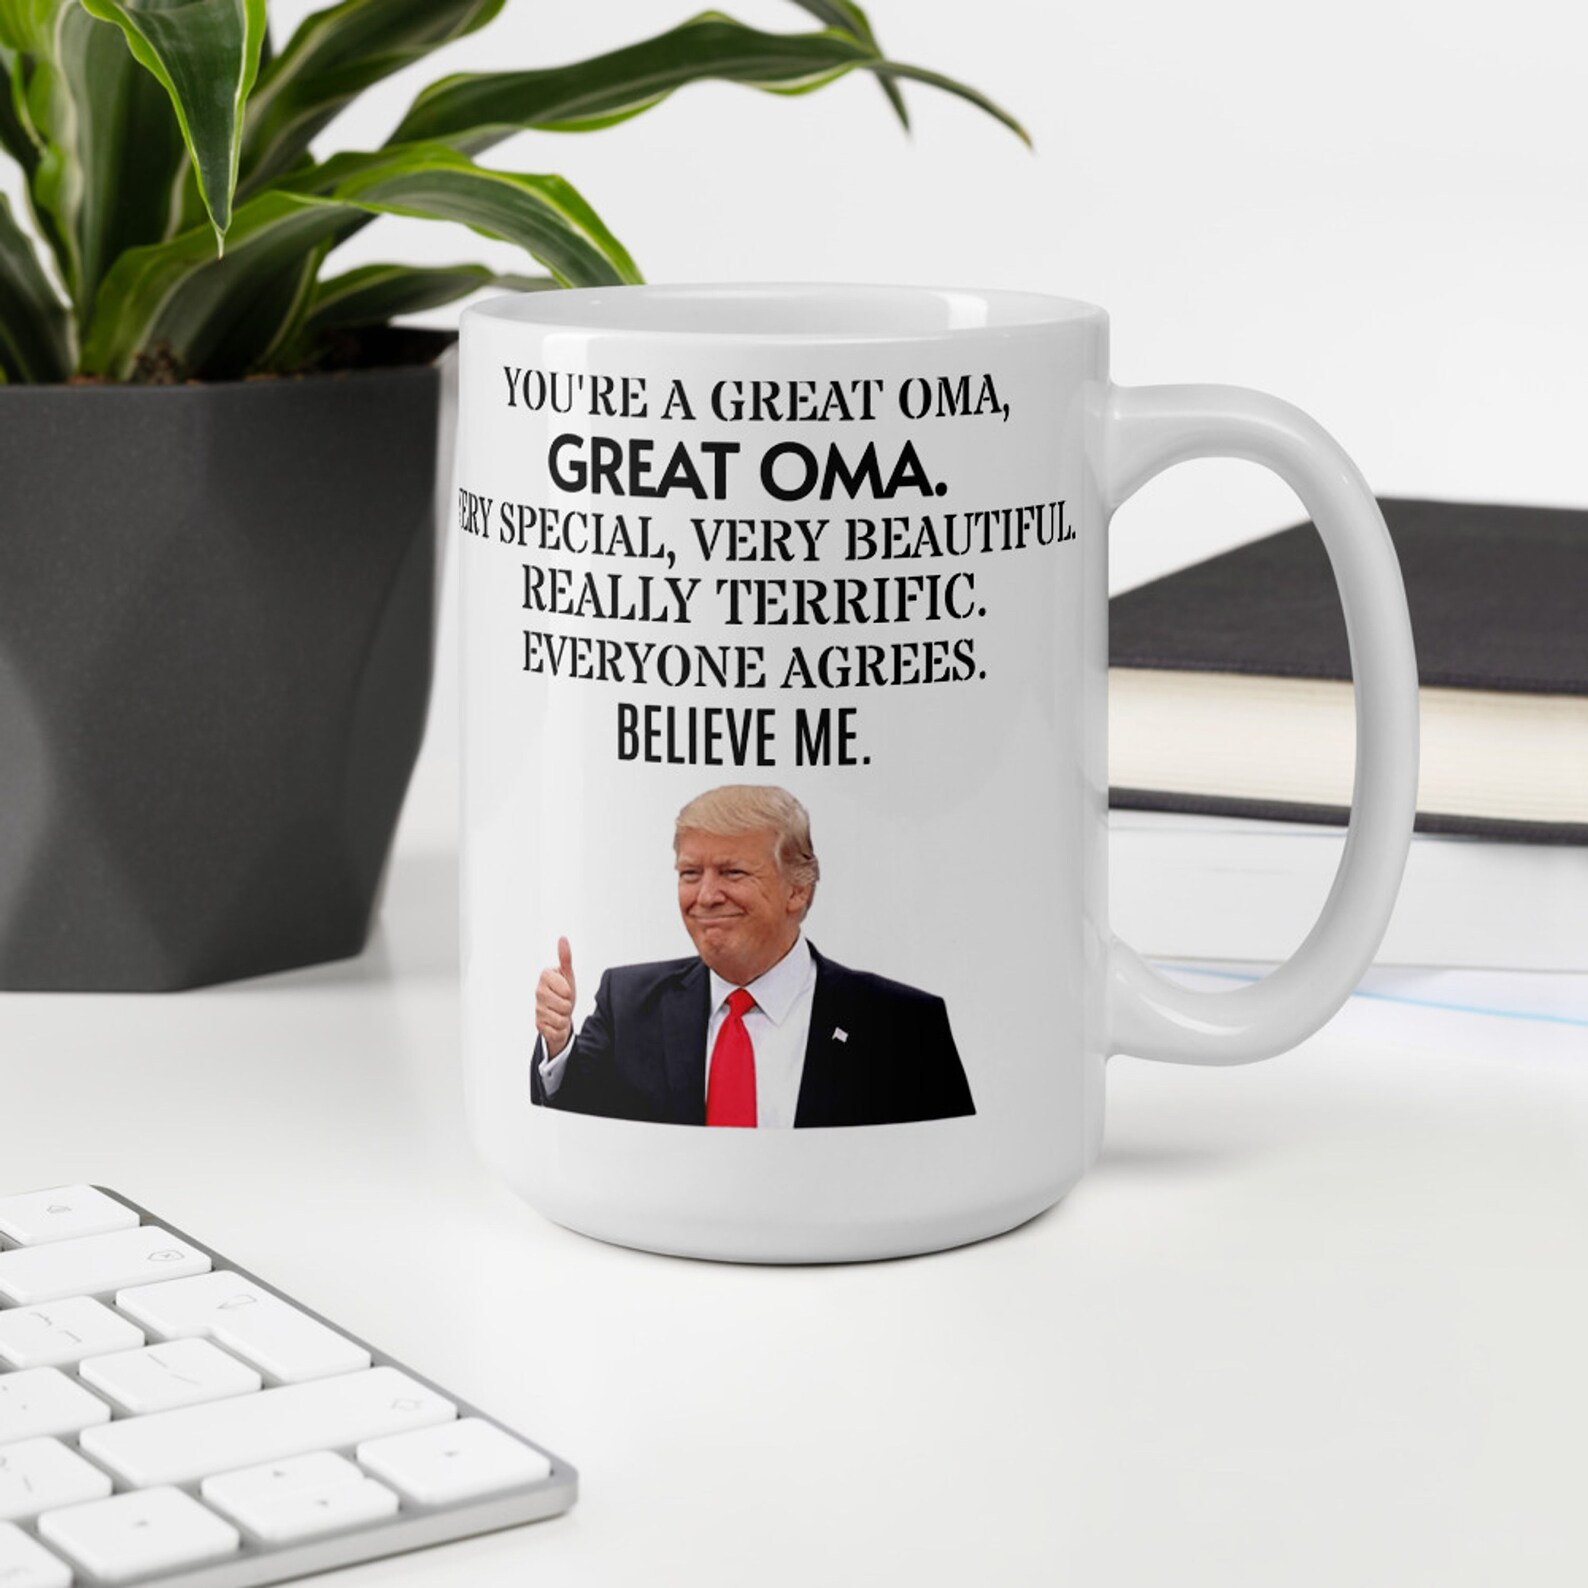 YOU'RE A GREAT OMA,
GREAT OMA.
ERY SPECIAL, VERY BEAUTIFUL.
REALLY TERRIFIC.
EVERYONE AGREES.
BELIEVE ME.